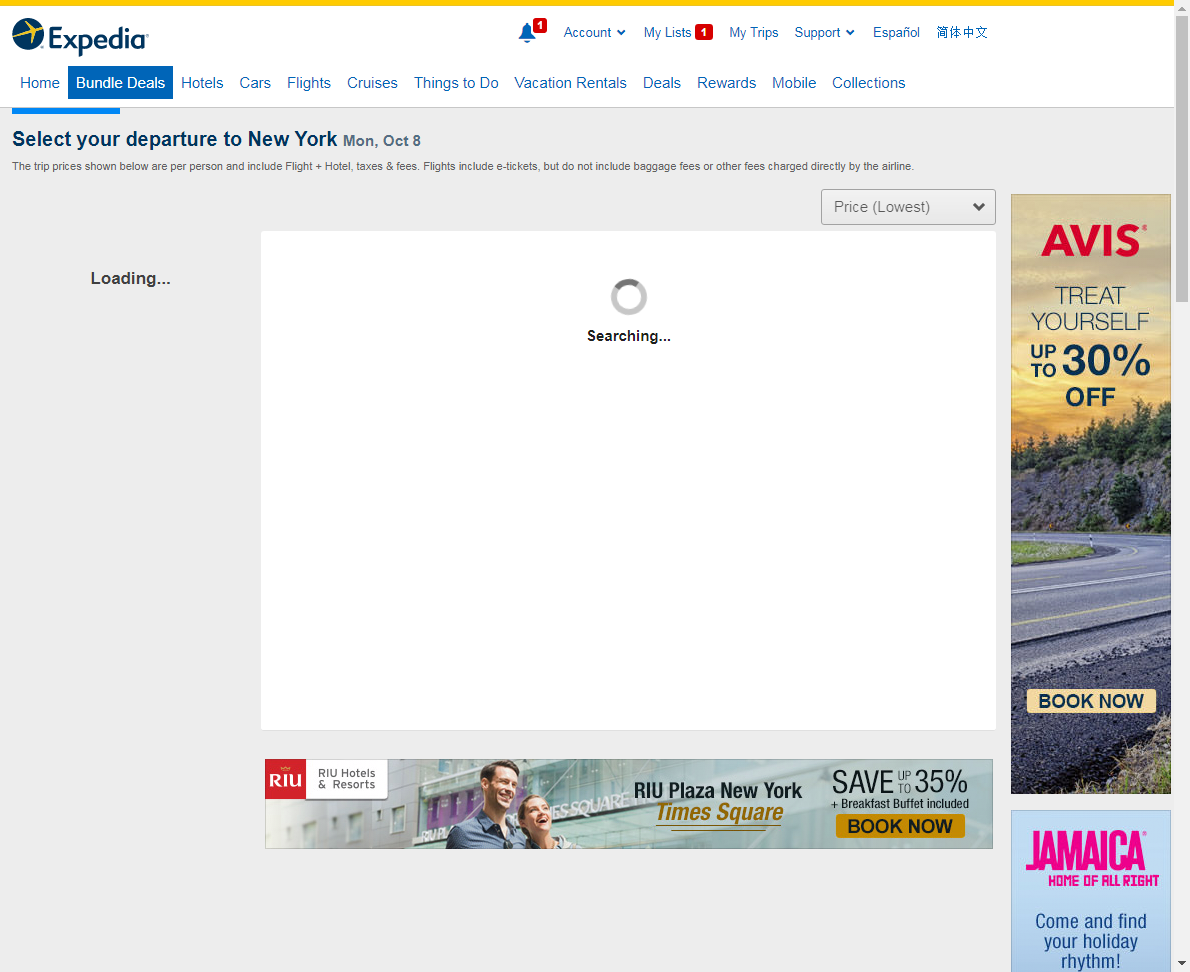 Expedia
1
Account
My Lists 1
My Trips
Support
Español
简体中文
Home
Bundle Deals
Hotels
Cars
Flights
Cruises
Things to Do
Vacation Rentals
Deals
Rewards
Mobile
Collections
Select your departure to New York Mon, Oct 8
The trip prices shown below are per person and include Flight + Hotel, taxes & fees. Flights include e-tickets, but do not include baggage fees or other fees charged directly by the airline.
Price (Lowest)
Loading...
Searching...
AVIS
TREAT
YOURSELF
UP TO 30%
OFF
BOOK NOW
RIU
RIU Hotels
& Resorts
RIU PLAZA
ESS SQUARE
RIU Plaza New York
Times Square
SAVE UP TO 35%
+ Breakfast Buffet included
BOOK NOW
JAMAICA
HOME OF ALL RIGHT
Come and find
your holiday
rhythm!